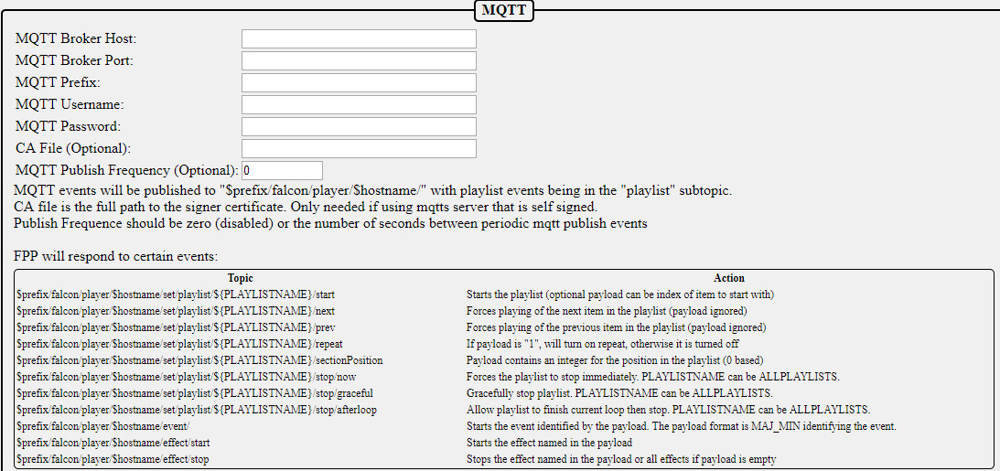 MQTT
MQTT Broker Host:
MQTT Broker Port:
MQTT Prefix:
MQTT Username:
MQTT Password:
CA File (Optional):
MQTT Publish Frequency (Optional): 0
MQTT events will be published to "$prefix/falcon/player/$hostname/" with playlist events being in the "playlist" subtopic.
CA file is the full path to the signer certificate. Only needed if using mqtts server that is self signed.
Publish Frequence should be zero (disabled) or the number of seconds between periodic mqtt publish events
FPP will respond to certain events:
Topic Action
$prefix/falcon/player/$hostname/set/playlist/${PLAYLISTNAME}/start Starts the playlist (optional payload can be index of item to start with)
$prefix/falcon/player/$hostname/set/playlist/${PLAYLISTNAME}/next Forces playing of the next item in the playlist (payload ignored)
$prefix/falcon/player/$hostname/set/playlist/${PLAYLISTNAME}/prev Forces playing of the previous item in the playlist (payload ignored)
$prefix/falcon/player/$hostname/set/playlist/${PLAYLISTNAME}/repeat If payload is "1", will turn on repeat, otherwise it is turned off
$prefix/falcon/player/$hostname/set/playlist/${PLAYLISTNAME}/sectionPosition Payload contains an integer for the position in the playlist (0 based)
$prefix/falcon/player/$hostname/set/playlist/${PLAYLISTNAME}/stop/now Forces the playlist to stop immediately. PLAYLISTNAME can be ALLPLAYLISTS.
$prefix/falcon/player/$hostname/set/playlist/${PLAYLISTNAME}/stop/graceful Gracefully stop playlist. PLAYLISTNAME can be ALLPLAYLISTS.
$prefix/falcon/player/$hostname/set/playlist/${PLAYLISTNAME}/stop/afterloop Allow playlist to finish current loop then stop. PLAYLISTNAME can be ALLPLAYLISTS.
$prefix/falcon/player/$hostname/event/ Starts the event identified by the payload. The payload format is MAJ_MIN identifying the event.
$prefix/falcon/player/$hostname/effect/start Starts the effect named in the payload
$prefix/falcon/player/$hostname/effect/stop Stops the effect named in the payload or all effects if payload is empty